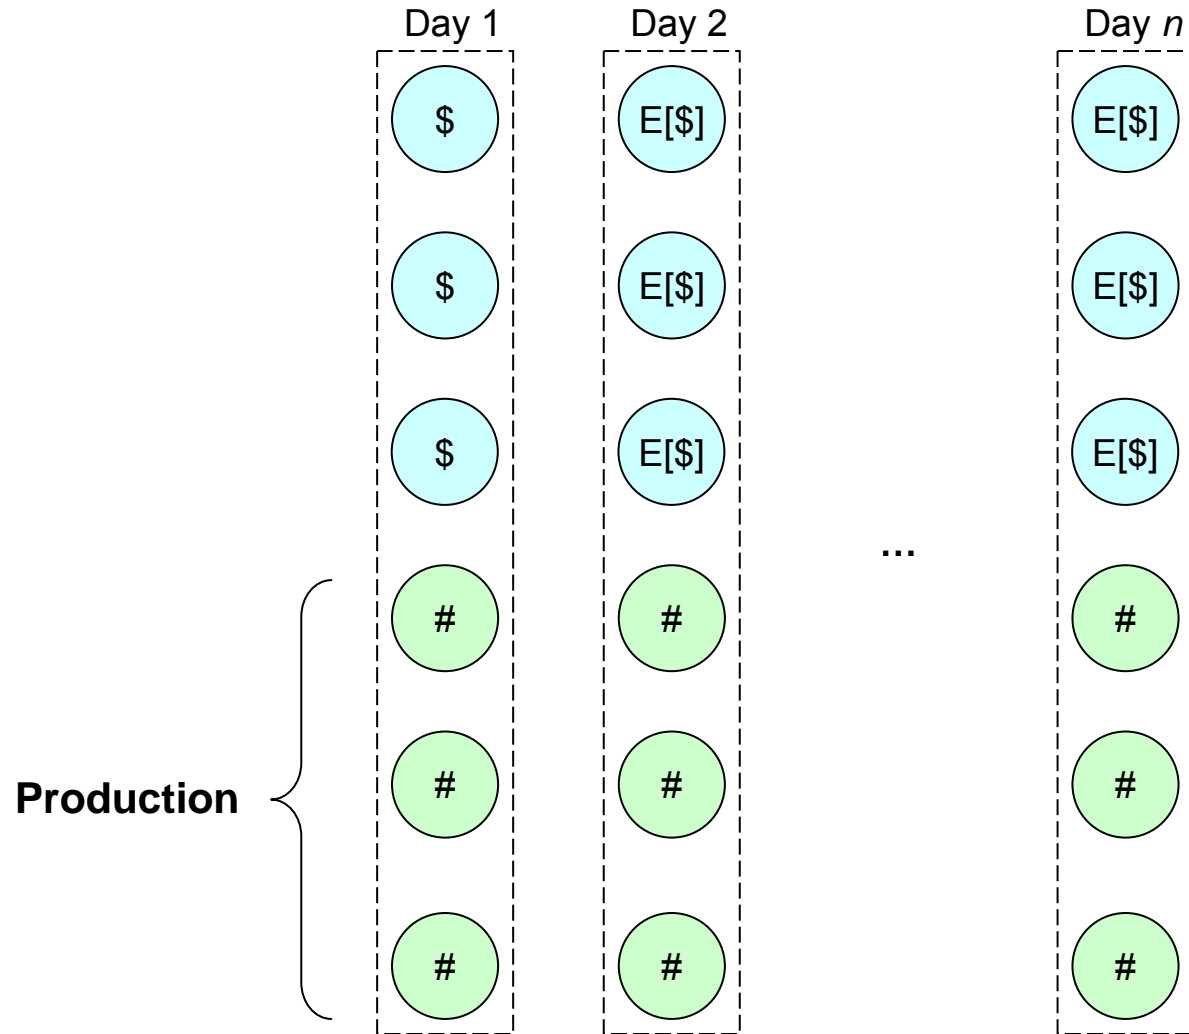 Day 1 Day 2 Day n
$ E[$] E[$]
$ E[$] E[$]
$ E[$] E[$]
...
# # #
# # #
Production
# # #